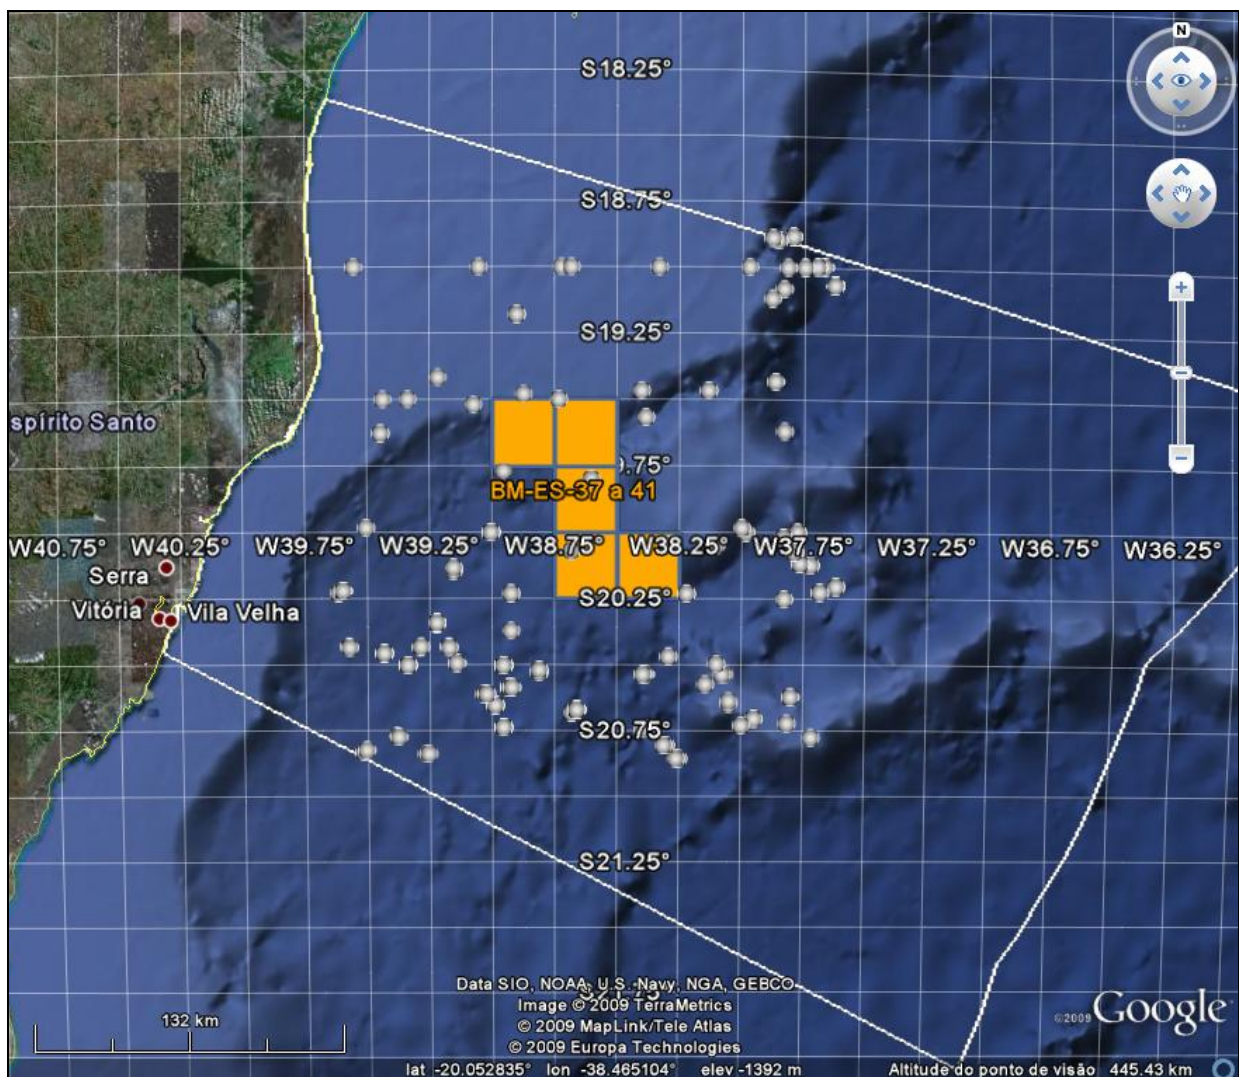 N
S18.25°
S18.75°
S19.25°
spírito Santo
9.75°
BM-ES-37 a 41
W40.75° W40.25° W39.75° W39.25° W38.75° W38.25° W37.75° W37.25° W36.75° W36.25°
Serra
S20.25°
Vitória
Vila Velha
S20.75°
S21.25°
Data SIO, NOAA, U.S. Navy, NGA, GEBCO
Image © 2009 TerraMetrics
© 2009 MapLink/Tele Atlas
© 2009 Europa Technologies
132 km
©2009 Google
lat -20.052835° lon -38.465104° elev -1392 m
Altitude do ponto de visão 445.43 km